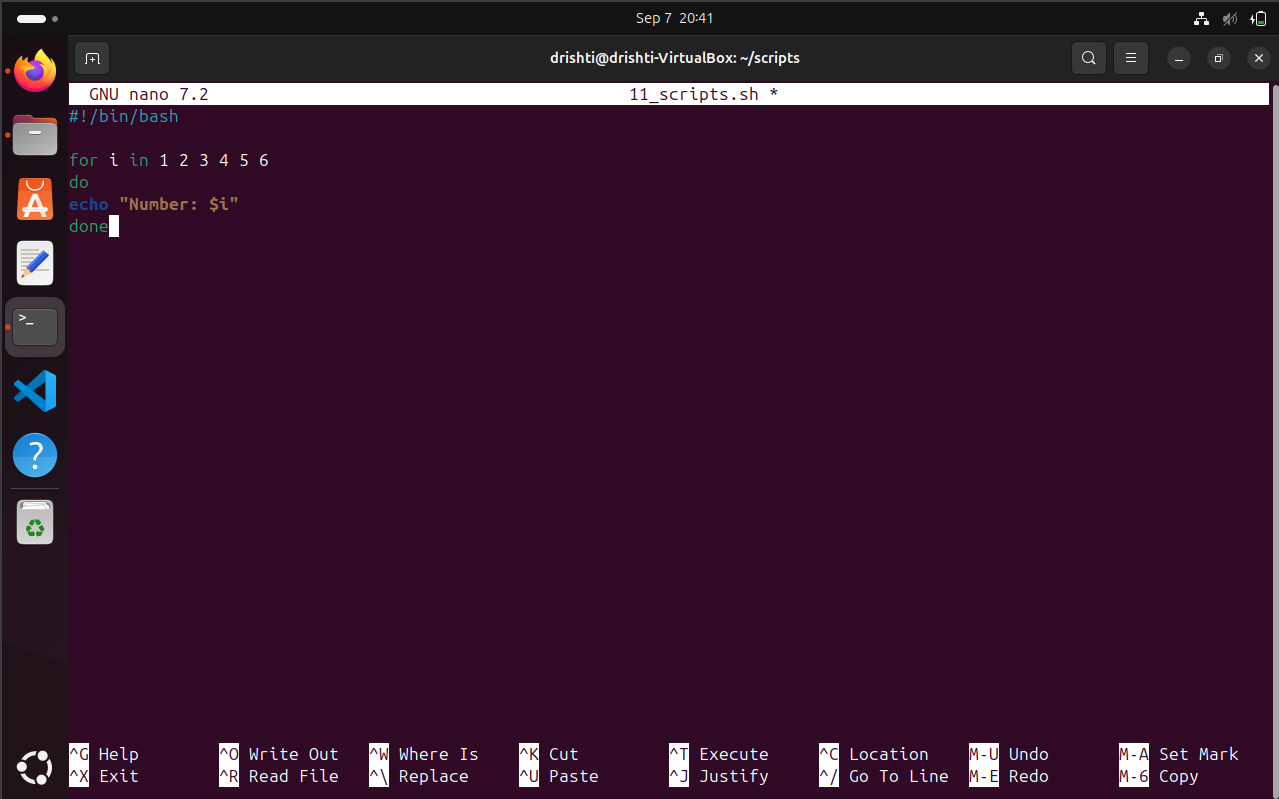 Sep 7 20:41
drishti@drishti-VirtualBox: ~/scripts
GNU nano 7.2 11_scripts.sh *
#!/bin/bash
for i in 1 2 3 4 5 6
do
echo "Number: $i"
done
^G Help ^O Write Out ^W Where Is ^K Cut ^T Execute ^C Location M-U Undo M-A Set Mark
^X Exit ^R Read File ^\ Replace ^U Paste ^J Justify ^/ Go To Line M-E Redo M-6 Copy